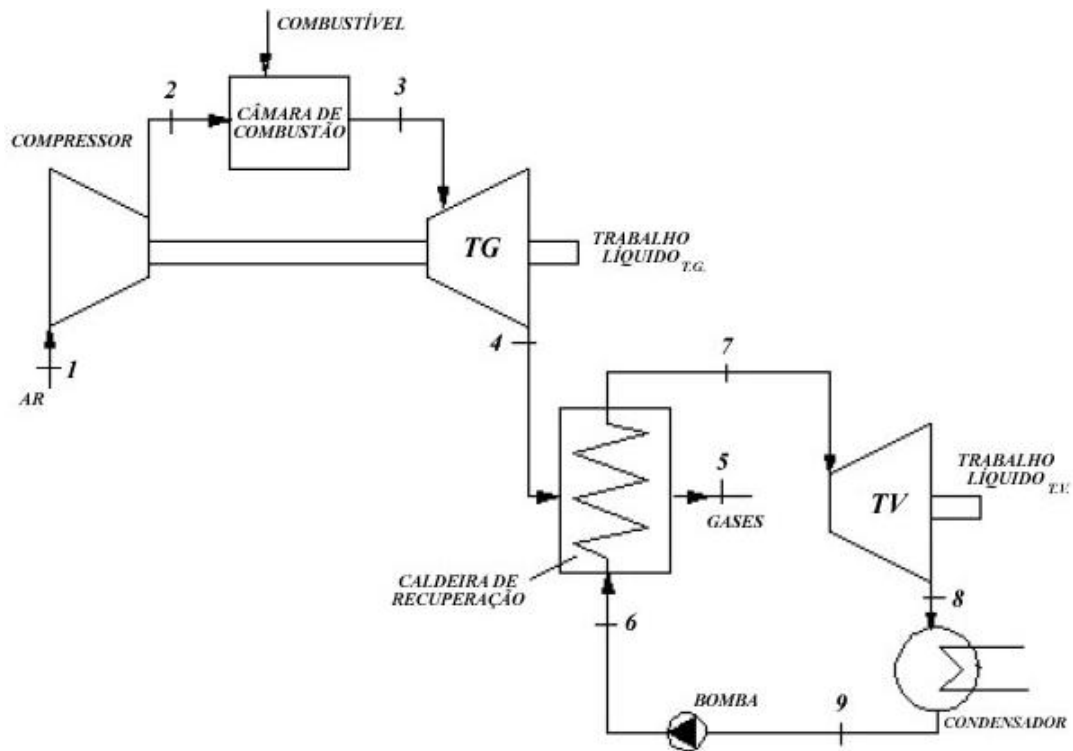 COMBUSTÍVEL
2
3
CÂMARA DE
COMBUSTÃO
COMPRESSOR
TG
TRABALHO
LÍQUIDO T.G.
1
AR
4
7
5
GASES
TRABALHO
LÍQUIDO T.V.
TV
CALDEIRA DE
RECUPERAÇÃO
6
8
BOMBA
9
CONDENSADOR